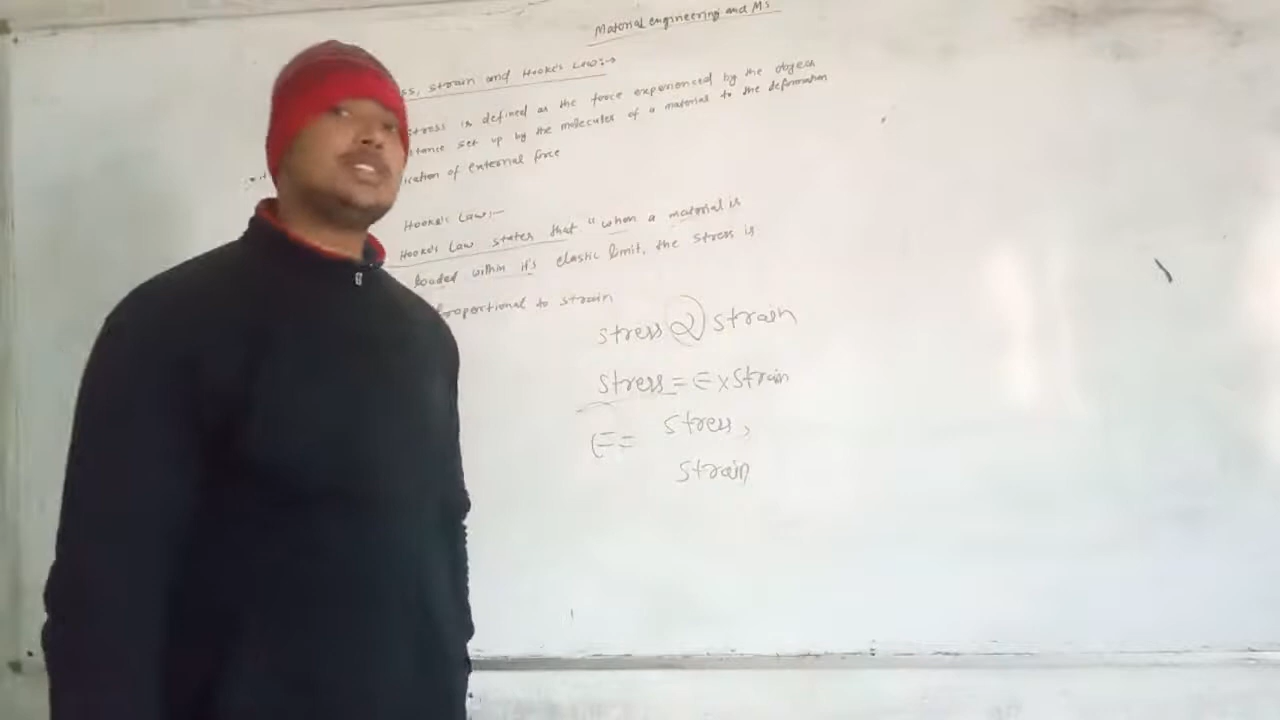 Material engineering and Ms
ss, strain and Hooke's Law:→
stress is defined as the force experienced by the object
stance set up by the molecules of a material to the deformation
ication of external force
Hooke's Law:—
Hooke's Law states that "when a material is
loaded within it's elastic limit, the stress is
proportional to strain
stress ∝ strain
stress = E x strain
E = stress,
strain